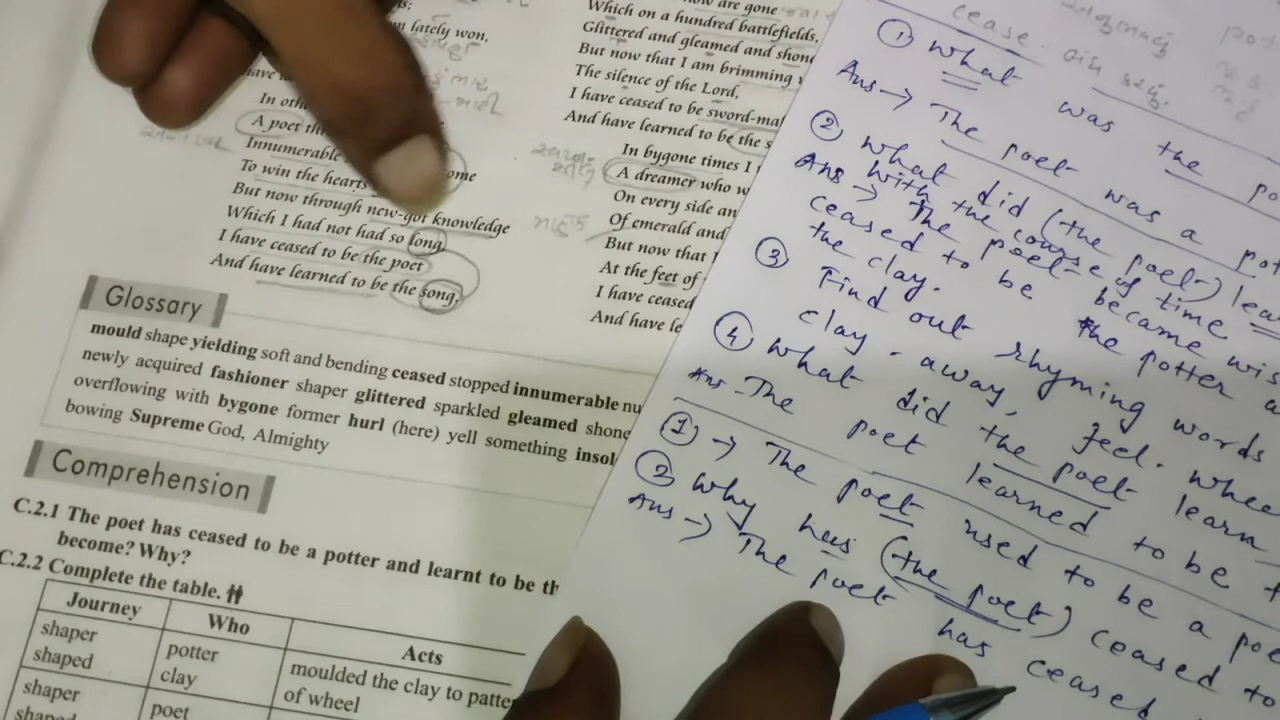 m lately won,
have
In oth
A poet th
Innumerable
ome
To win the hearts
But now through new-got knowledge
Which I had not had so long,
I have ceased to be the poet
And have learned to be the song.
ow are gone
Which on a hundred battlefields,
Glittered and gleamed and shone
But now that I am brimming
The silence of the Lord,
I have ceased to be sword-mak
And have learned to be the s
In bygone times I
A dreamer who w
On every side an
Of emerald and
But now that I
At the feet of
I have ceased
And have le
Glossary
mould shape yielding soft and bending ceased stopped innumerable nu
newly acquired fashioner shaper glittered sparkled gleamed shone
overflowing with bygone former hurl (here) yell something insol
bowing Supreme God, Almighty
Comprehension
C.2.1 The poet has ceased to be a potter and learnt to be th
become? Why?
C.2.2 Complete the table.
Journey Who Acts
shaper potter moulded the clay to patte
shaped clay of wheel
shaper poet
shaped
cease -
① What was the po
Ans → The poet was a pot
② What did (the poet) lea
with the course of time
Ans → The poet became wis
ceased to be the potter a
the clay.
③ Find out rhyming words
clay - away, feel - whee
④ What did the poet learn
Ans - The poet learned to be t
① → The poet used to be a poe
② Why has (the poet) ceased to
Ans → The poet has ceased